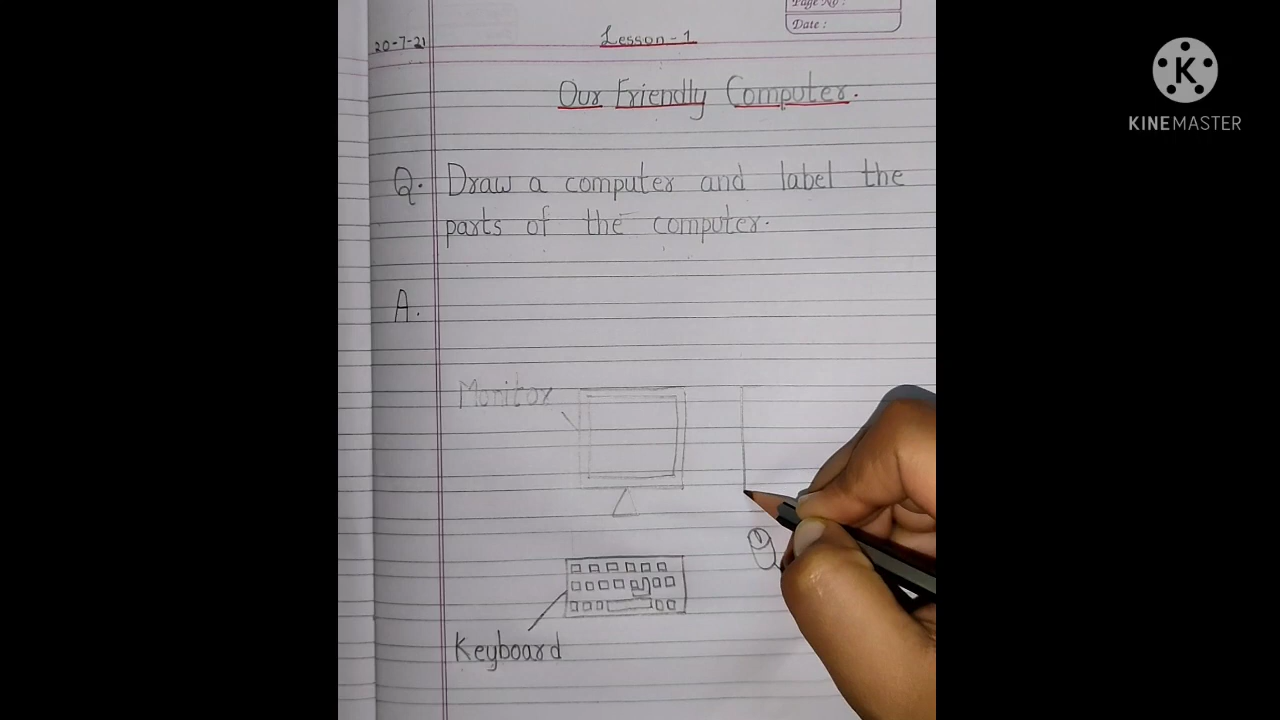 Page No :
Date :
20-7-21
Lesson-1
Our Friendly Computer.
Q. Draw a computer and label the
parts of the computer.
A.
Monitor
Keyboard
K
KINEMASTER